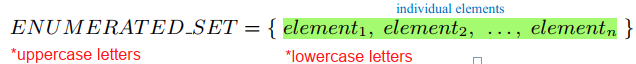 individual elements
ENUMERATED_SET = { element₁, element₂, ..., elementₙ }
*uppercase letters *lowercase letters